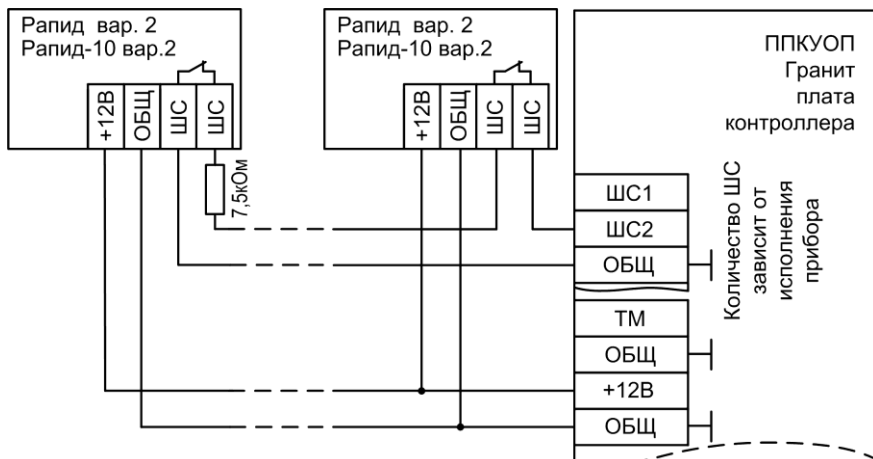 Рапид вар. 2
Рапид-10 вар.2
+12В
ОБЩ
ШС
ШС
7,5кОм
Рапид вар. 2
Рапид-10 вар.2
+12В
ОБЩ
ШС
ШС
ППКУОП
Гранит
плата
контроллера
ШС1
ШС2
ОБЩ
ТМ
ОБЩ
+12В
ОБЩ
Количество ШС
зависит от
исполнения
прибора